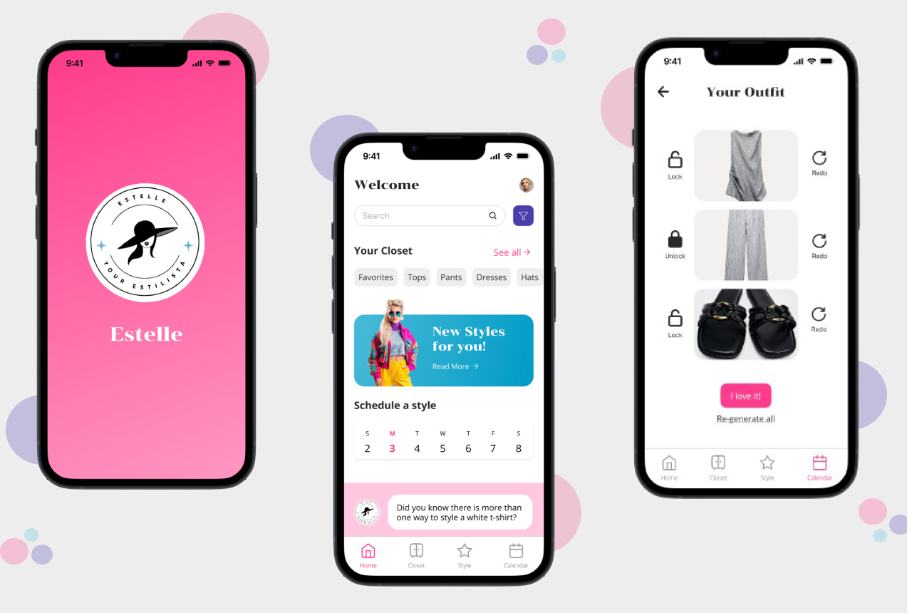 9:41
ESTELLE
YOUR ESTILISTA
Estelle
9:41
Welcome
Search
Your Closet
See all →
Favorites Tops Pants Dresses Hats
New Styles
for you!
Read More →
Schedule a style
S M T W T F S
2 3 4 5 6 7 8
Did you know there is more than
one way to style a white t-shirt?
Home Closet Style Calendar
9:41
Your Outfit
Lock Redo
Unlock Redo
Lock Redo
I love it!
Re-generate all
Home Closet Style Calendar